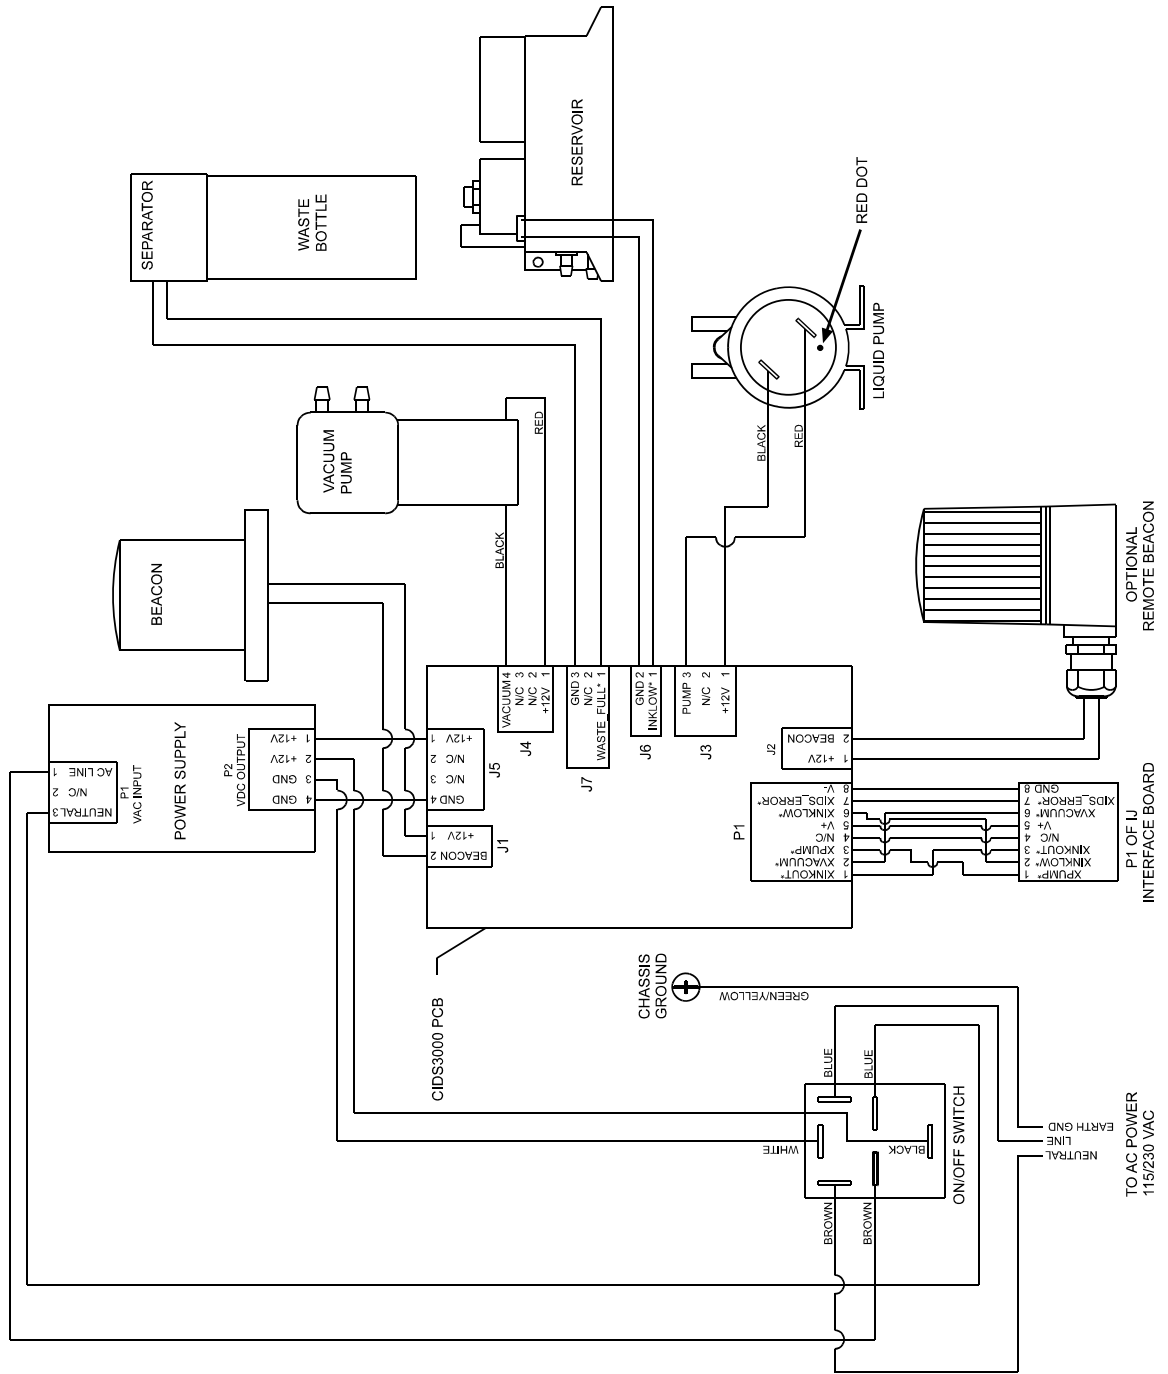 SEPARATOR
WASTE
BOTTLE
RESERVOIR
VACUUM
PUMP
BLACK
RED
BEACON
BLACK
RED
RED DOT
LIQUID PUMP
OPTIONAL
REMOTE BEACON
POWER SUPPLY
P1
VAC INPUT
1 AC LINE
2 N/C
3 NEUTRAL
P2
VDC OUTPUT
1 +12V
2 +12V
3 GND
4 GND
CIDS3000 PCB
J5
1 +12V
2 N/C
3 N/C
4 GND
J1
1 +12V
2 BEACON
J4
VACUUM 4
N/C 3
N/C 2
+12V 1
J7
GND 3
N/C 2
WASTE_FULL* 1
J6
GND 2
INKLOW* 1
J3
PUMP 3
N/C 2
+12V 1
J2
2 BEACON
1 +12V
P1
8 V-
7 XIDS_ERROR*
6 XINKLOW*
5 V+
4 N/C
3 XPUMP*
2 XVACUUM*
1 XINKOUT*
P1 OF IJ
INTERFACE BOARD
8 GND
7 XIDS_ERROR*
6 XVACUUM*
5 V+
4 N/C
3 XINKOUT*
2 XINKLOW*
1 XPUMP*
CHASSIS
GROUND
GREEN/YELLOW
BLUE
BLUE
WHITE
BLACK
BROWN
BROWN
ON/OFF SWITCH
EARTH GND
LINE
NEUTRAL
TO AC POWER
115/230 VAC